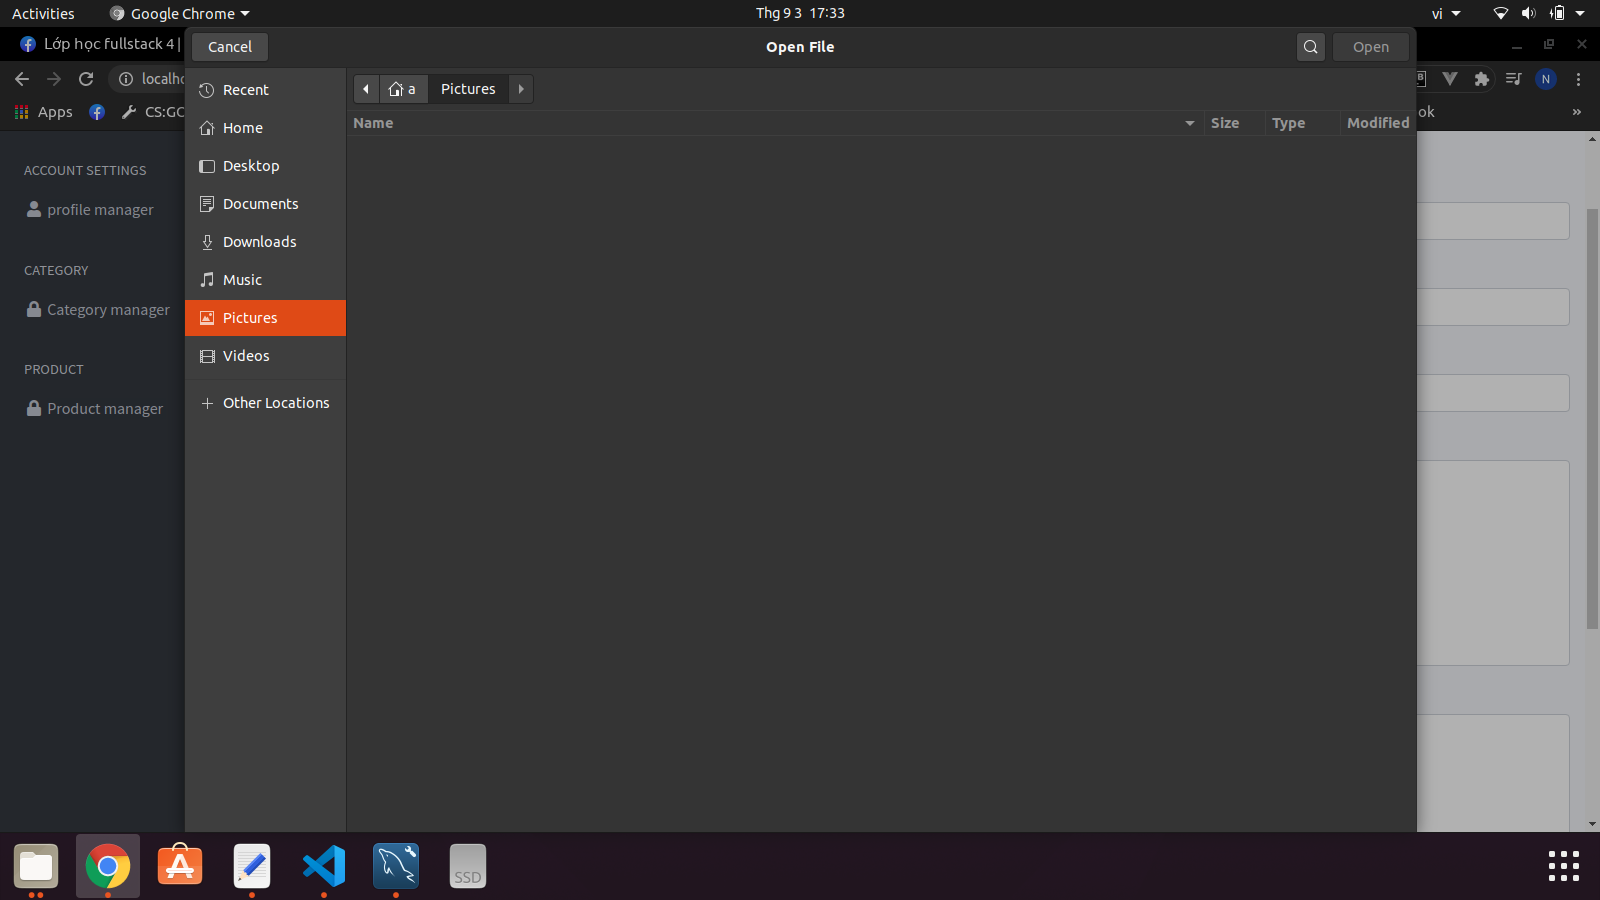 Activities
Google Chrome
Thg 9 3 17:33
vi
Lớp học fullstack 4 |
Cancel
Open File
Open
localho
N
Apps
CS:GO
ok
»
Recent
Home
Desktop
Documents
Downloads
Music
Pictures
Videos
Other Locations
a
Pictures
Name
Size
Type
Modified
ACCOUNT SETTINGS
profile manager
CATEGORY
Category manager
PRODUCT
Product manager
SSD